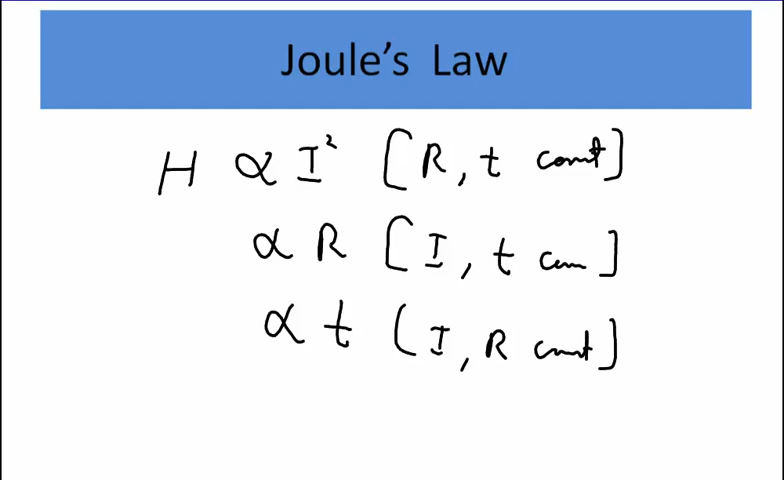 Joule's Law
H ∝ I² [R, t const]
∝ R [I, t con]
∝ t (I, R const]